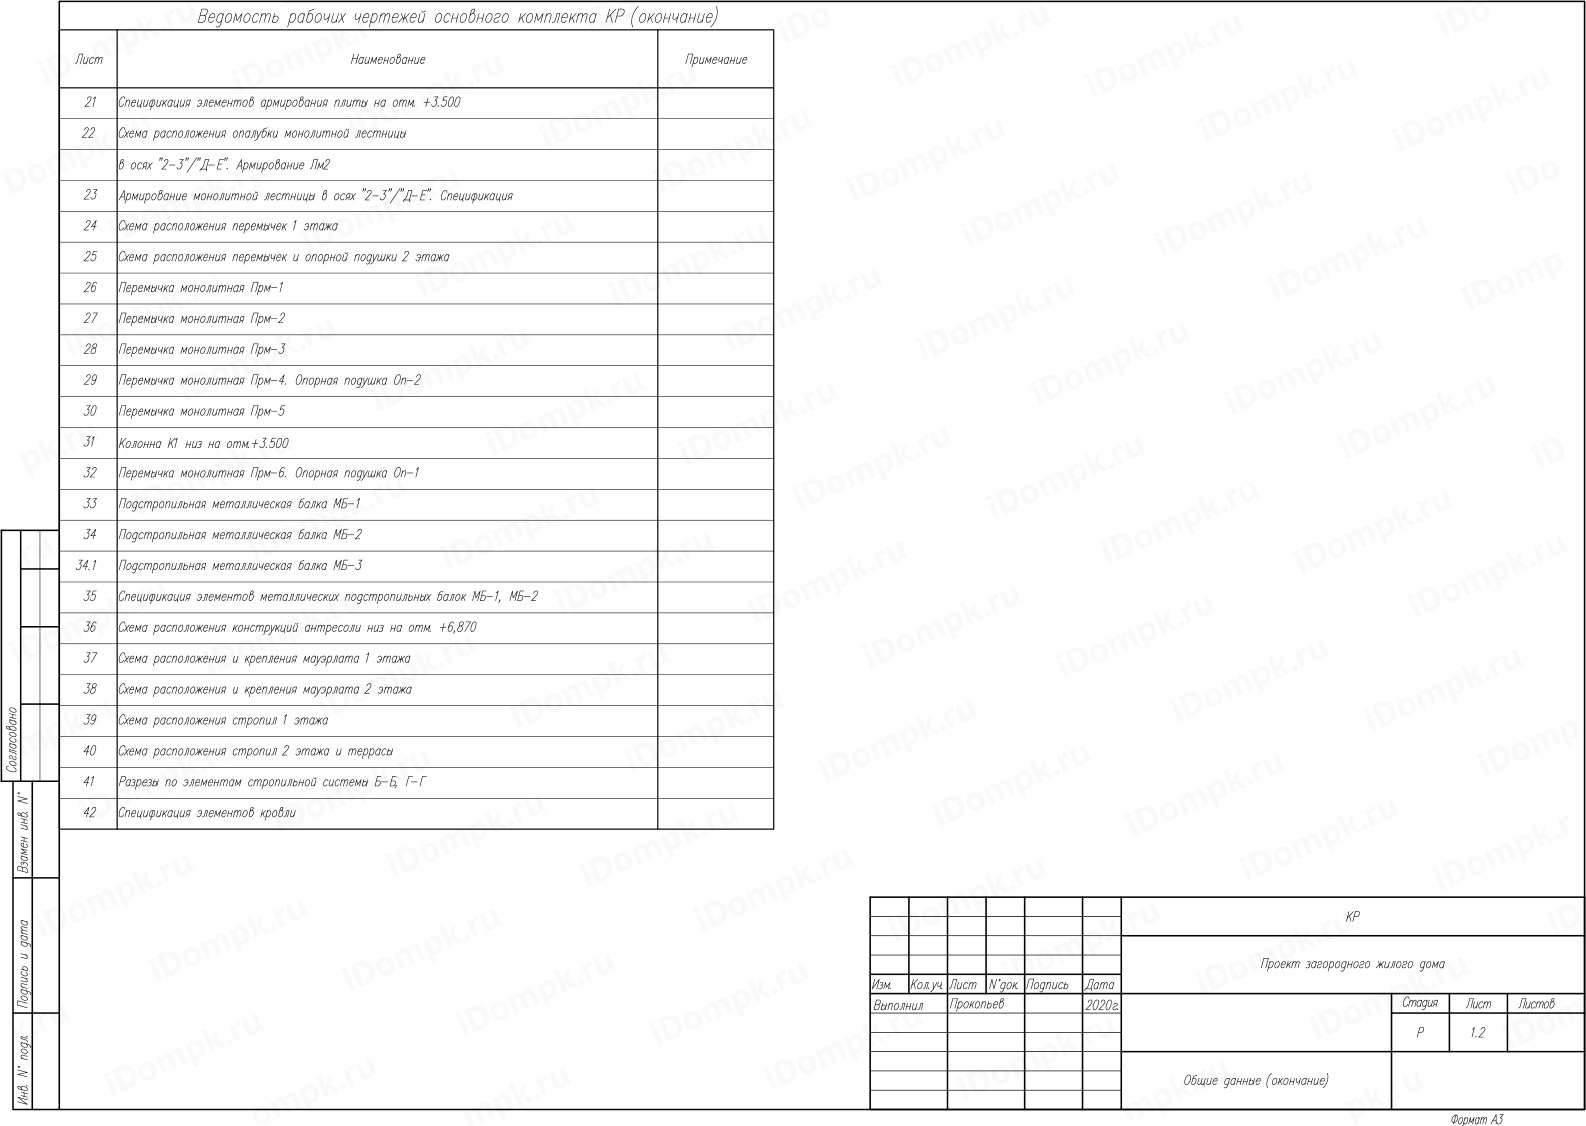 Ведомость рабочих чертежей основного комплекта КР (окончание)
Лист Наименование Примечание
21 Спецификация элементов армирования плиты на отм. +3.500
22 Схема расположения опалубки монолитной лестницы
в осях "2-3"/"Д-Е". Армирование Лм2
23 Армирование монолитной лестницы в осях "2-3"/"Д-Е". Спецификация
24 Схема расположения перемычек 1 этажа
25 Схема расположения перемычек и опорной подушки 2 этажа
26 Перемычка монолитная Прм-1
27 Перемычка монолитная Прм-2
28 Перемычка монолитная Прм-3
29 Перемычка монолитная Прм-4. Опорная подушка Оп-2
30 Перемычка монолитная Прм-5
31 Колонна К1 низ на отм.+3.500
32 Перемычка монолитная Прм-6. Опорная подушка Оп-1
33 Подстропильная металлическая балка МБ-1
34 Подстропильная металлическая балка МБ-2
34.1 Подстропильная металлическая балка МБ-3
35 Спецификация элементов металлических подстропильных балок МБ-1, МБ-2
36 Схема расположения конструкций антресоли низ на отм. +6,870
37 Схема расположения и крепления мауэрлата 1 этажа
38 Схема расположения и крепления мауэрлата 2 этажа
39 Схема расположения стропил 1 этажа
40 Схема расположения стропил 2 этажа и террасы
41 Разрезы по элементам стропильной системы Б-Б, Г-Г
42 Спецификация элементов кровли
Согласовано
Взамен инв. N°
Подпись и дата
Инв. N° подл.
КР
Проект загородного жилого дома
Изм. Кол.уч. Лист N°док. Подпись Дата
Выполнил Прокопьев 2020г.
Стадия Лист Листов
Р 1.2
Общие данные (окончание)
Формат А3
iDompk.ru